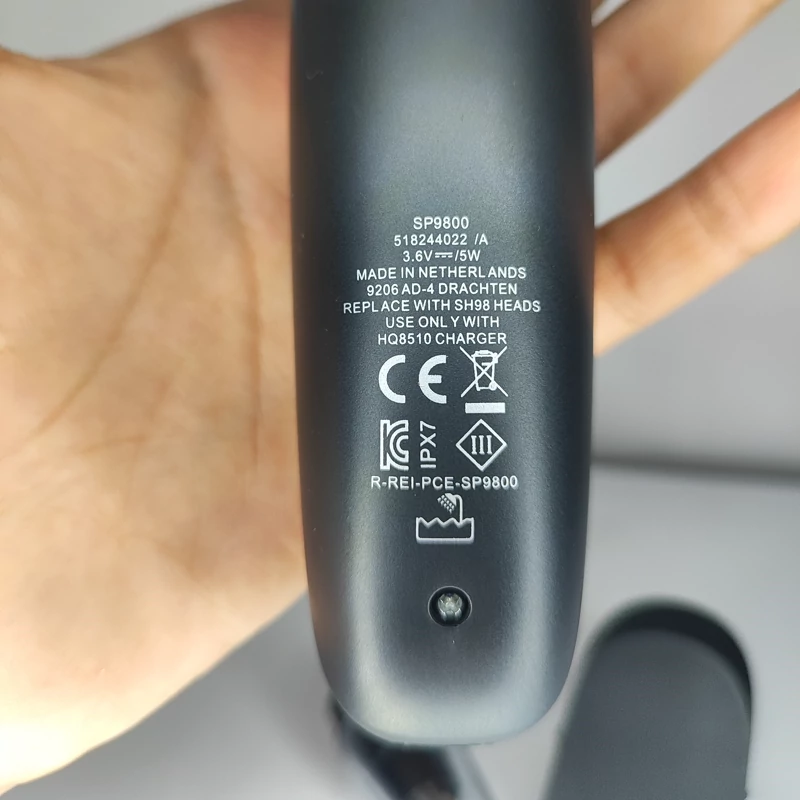 SP9800
518244022 /A
3.6V⎓/5W
MADE IN NETHERLANDS
9206 AD-4 DRACHTEN
REPLACE WITH SH98 HEADS
USE ONLY WITH
HQ8510 CHARGER
CE
KC IPX7 III
R-REI-PCE-SP9800